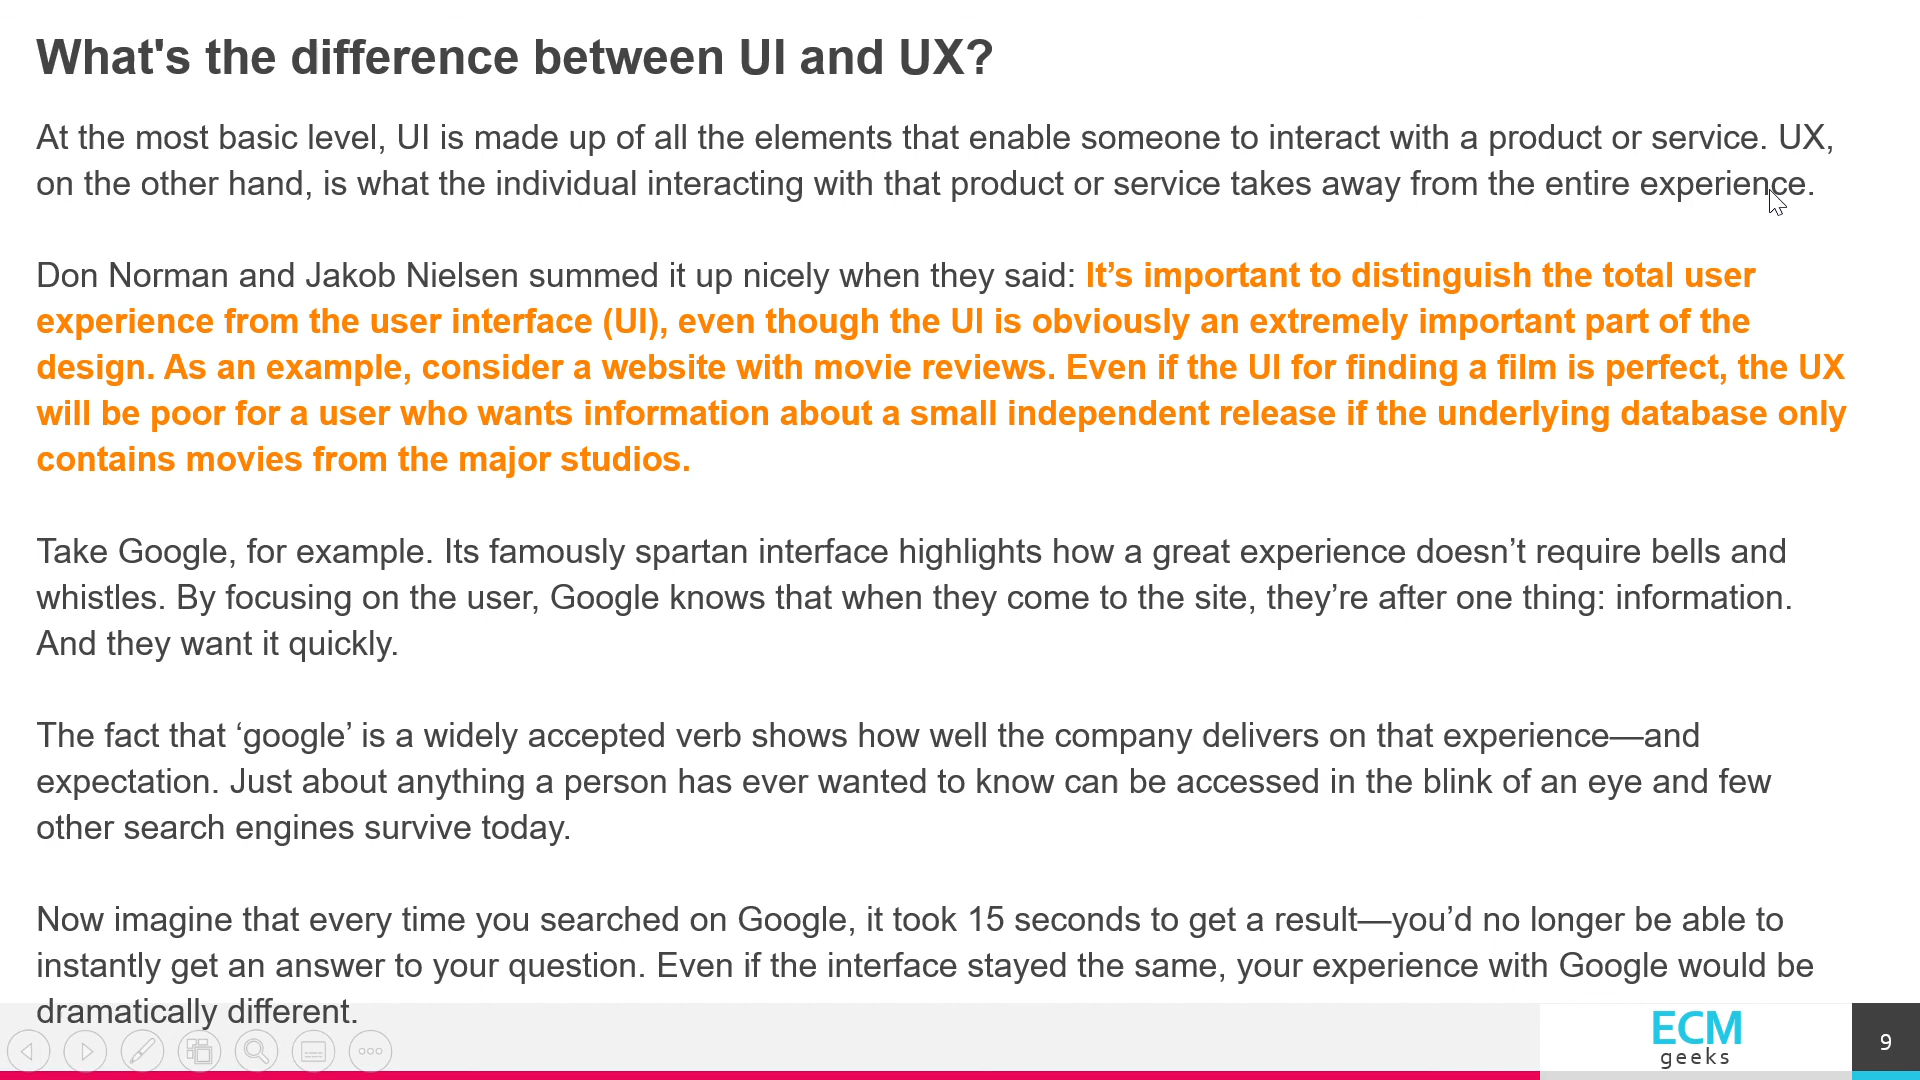 What's the difference between UI and UX?
At the most basic level, UI is made up of all the elements that enable someone to interact with a product or service. UX,
on the other hand, is what the individual interacting with that product or service takes away from the entire experience.
Don Norman and Jakob Nielsen summed it up nicely when they said: It’s important to distinguish the total user
experience from the user interface (UI), even though the UI is obviously an extremely important part of the
design. As an example, consider a website with movie reviews. Even if the UI for finding a film is perfect, the UX
will be poor for a user who wants information about a small independent release if the underlying database only
contains movies from the major studios.
Take Google, for example. Its famously spartan interface highlights how a great experience doesn’t require bells and
whistles. By focusing on the user, Google knows that when they come to the site, they’re after one thing: information.
And they want it quickly.
The fact that ‘google’ is a widely accepted verb shows how well the company delivers on that experience—and
expectation. Just about anything a person has ever wanted to know can be accessed in the blink of an eye and few
other search engines survive today.
Now imagine that every time you searched on Google, it took 15 seconds to get a result—you’d no longer be able to
instantly get an answer to your question. Even if the interface stayed the same, your experience with Google would be
dramatically different.
ECM
geeks
9